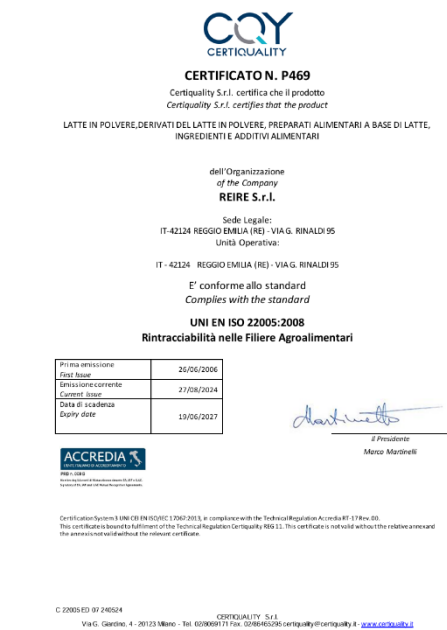 CQY
CERTIQUALITY
CERTIFICATO N. P469
Certiquality S.r.l. certifica che il prodotto
Certiquality S.r.l. certifies that the product
LATTE IN POLVERE,DERIVATI DEL LATTE IN POLVERE, PREPARATI ALIMENTARI A BASE DI LATTE,
INGREDIENTI E ADDITIVI ALIMENTARI
dell'Organizzazione
of the Company
REIRE S.r.l.
Sede Legale:
IT-42124 REGGIO EMILIA (RE) - VIA G. RINALDI 95
Unità Operativa:
IT - 42124 REGGIO EMILIA (RE) - VIA G. RINALDI 95
E' conforme allo standard
Complies with the standard
UNI EN ISO 22005:2008
Rintracciabilità nelle Filiere Agroalimentari
Prima emissione
First Issue
26/06/2006
Emissione corrente
Current Issue
27/08/2024
Data di scadenza
Expiry date
19/06/2027
Martinetto
il Presidente
Marco Martinelli
ACCREDIA
Certification System 3 UNI CEI EN ISO/IEC 17067:2013, in compliance with the Technical Regulation Accredia RT-17 Rev. 00.
This certificate is bound to fulfilment of the Technical Regulation Certiquality REG 11. This certificate is not valid without the relative annex and
the annex is not valid without the relevant certificate.
C 22005 ED 07 240524
CERTIQUALITY S.r.l.
Via G. Giardino, 4 - 20123 Milano - Tel. 02/8069171 Fax. 02/86465295 certiquality@certiquality.it - www.certiquality.it